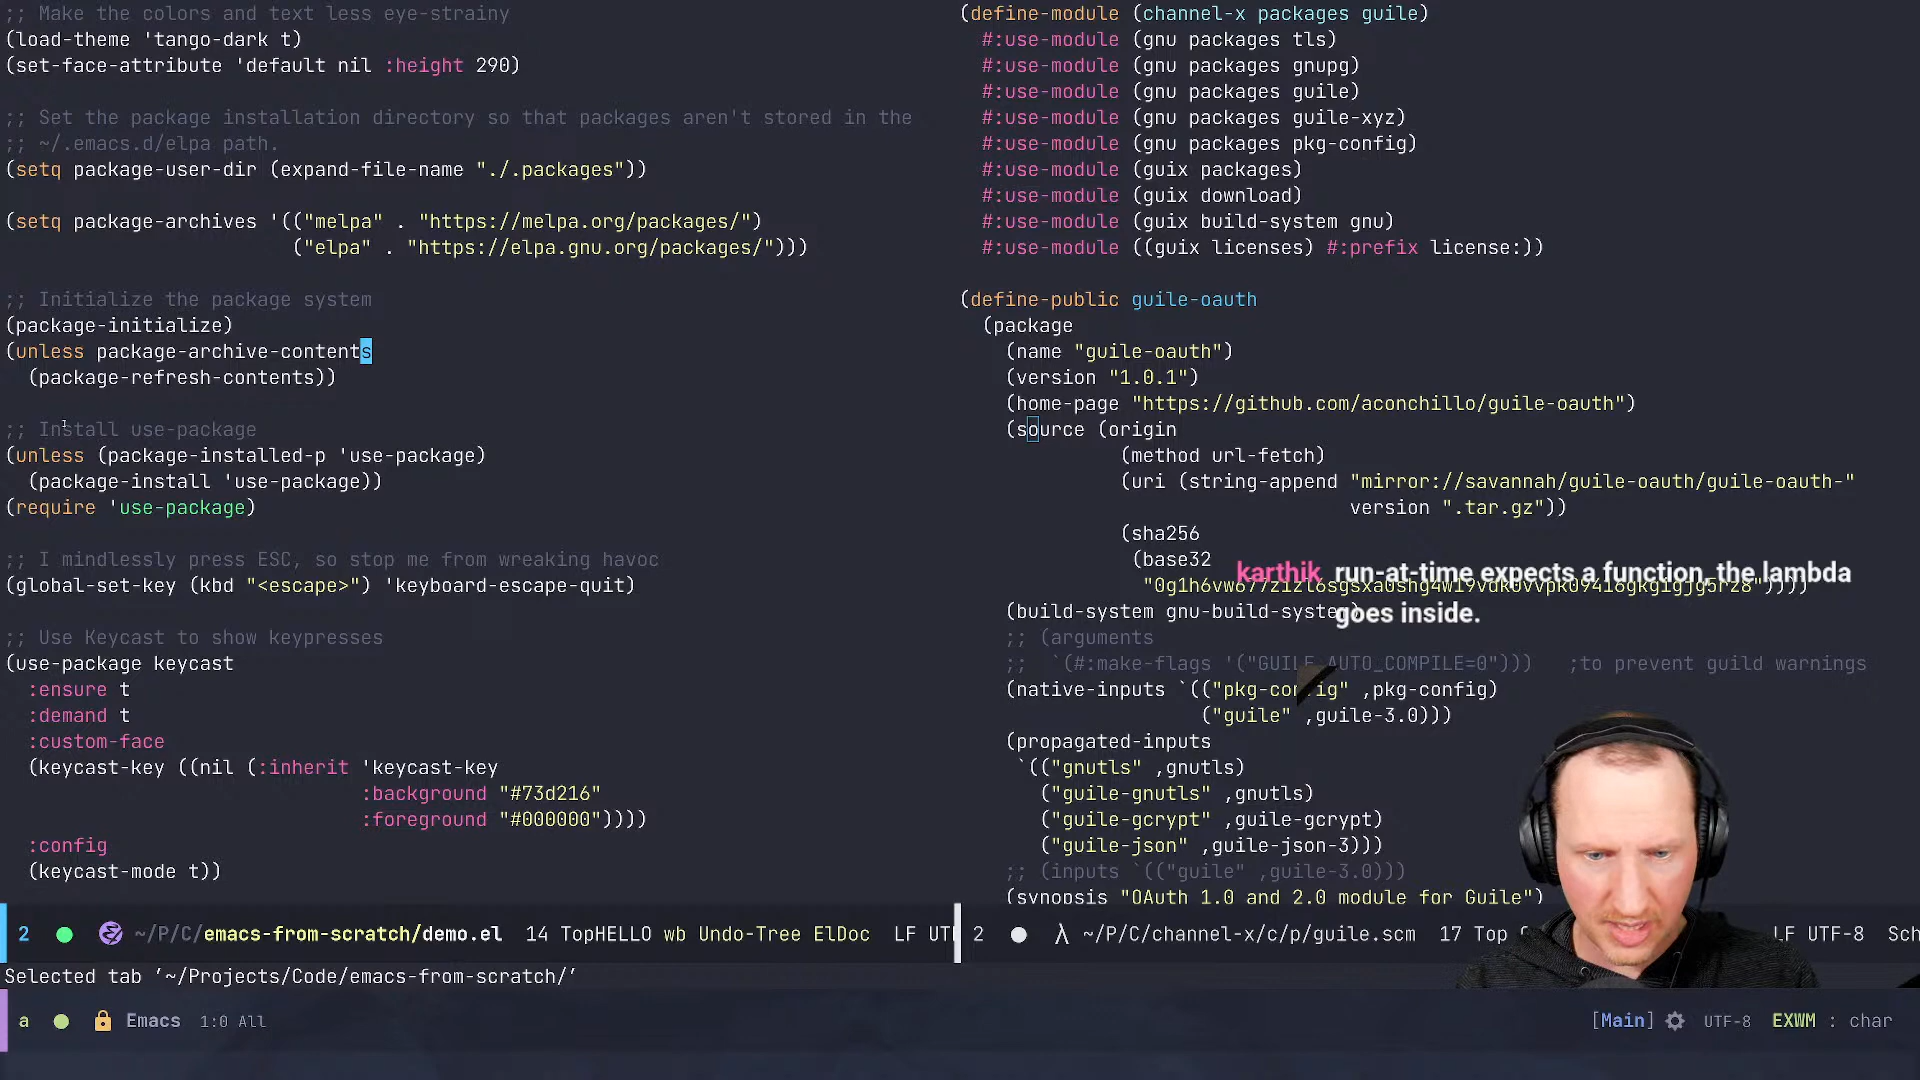 ;; Make the colors and text less eye-strainy
(load-theme 'tango-dark t)
(set-face-attribute 'default nil :height 290)
;; Set the package installation directory so that packages aren't stored in the
;; ~/.emacs.d/elpa path.
(setq package-user-dir (expand-file-name "./.packages"))
(setq package-archives '(("melpa" . "https://melpa.org/packages/")
("elpa" . "https://elpa.gnu.org/packages/")))
;; Initialize the package system
(package-initialize)
(unless package-archive-contents
(package-refresh-contents))
;; Install use-package
(unless (package-installed-p 'use-package)
(package-install 'use-package))
(require 'use-package)
;; I mindlessly press ESC, so stop me from wreaking havoc
(global-set-key (kbd "<escape>") 'keyboard-escape-quit)
;; Use Keycast to show keypresses
(use-package keycast
:ensure t
:demand t
:custom-face
(keycast-key ((nil (:inherit 'keycast-key
:background "#73d216"
:foreground "#000000"))))
:config
(keycast-mode t))
2 ~/P/C/emacs-from-scratch/demo.el 14 TopHELLO wb Undo-Tree ElDoc LF UTF
(define-module (channel-x packages guile)
#:use-module (gnu packages tls)
#:use-module (gnu packages gnupg)
#:use-module (gnu packages guile)
#:use-module (gnu packages guile-xyz)
#:use-module (gnu packages pkg-config)
#:use-module (guix packages)
#:use-module (guix download)
#:use-module (guix build-system gnu)
#:use-module ((guix licenses) #:prefix license:))
(define-public guile-oauth
(package
(name "guile-oauth")
(version "1.0.1")
(home-page "https://github.com/aconchillo/guile-oauth")
(source (origin
(method url-fetch)
(uri (string-append "mirror://savannah/guile-oauth/guile-oauth-"
version ".tar.gz"))
(sha256
(base32
karthik run-at-time expects a function, the lambda
goes inside.
(build-system gnu-build-system)
;; (arguments
;; `(#:make-flags '("GUILE_AUTO_COMPILE=0"))) ;to prevent guild warnings
(native-inputs `(("pkg-config" ,pkg-config)
("guile" ,guile-3.0)))
(propagated-inputs
`(("gnutls" ,gnutls)
("guile-gnutls" ,gnutls)
("guile-gcrypt" ,guile-gcrypt)
("guile-json" ,guile-json-3)))
;; (inputs `(("guile" ,guile-3.0)))
(synopsis "OAuth 1.0 and 2.0 module for Guile")
2 λ ~/P/C/channel-x/c/p/guile.scm 17 Top LF UTF-8 Sch
Selected tab ‘~/Projects/Code/emacs-from-scratch/’
a Emacs 1:0 All [Main] UTF-8 EXWM : char